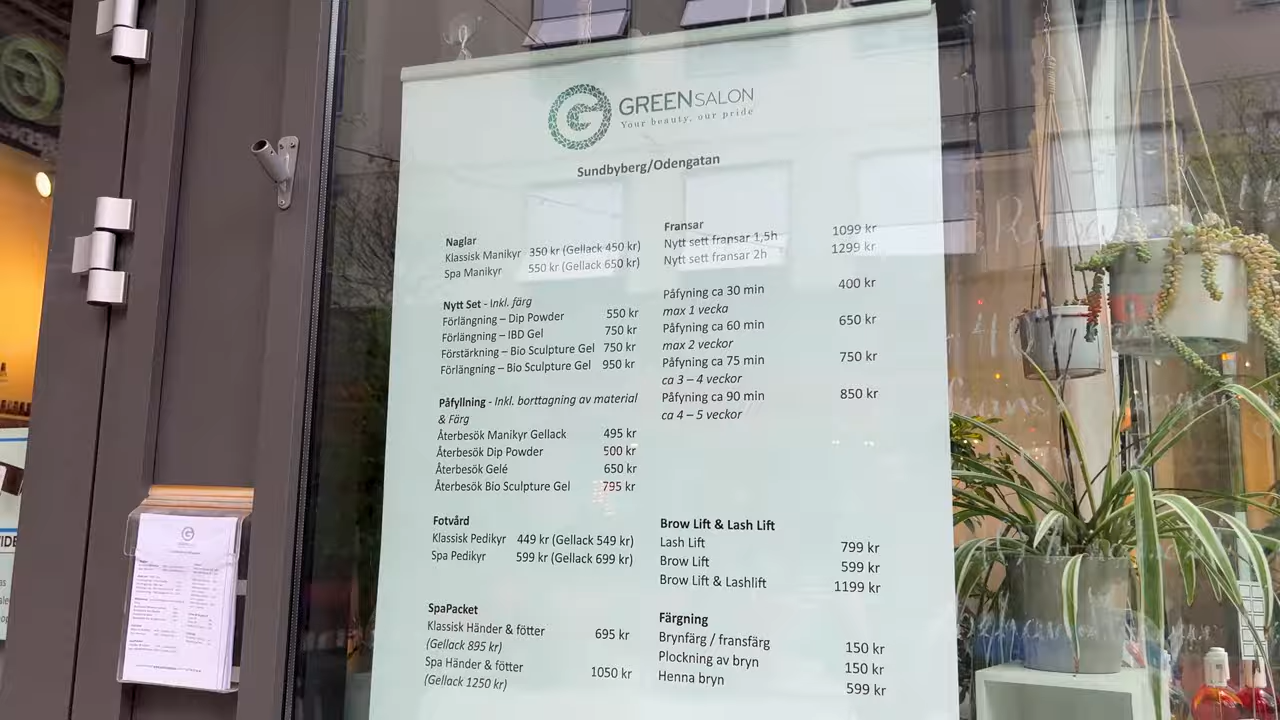 GREENSALON
Your beauty, our pride
Sundbyberg/Odengatan
Naglar
Klassisk Manikyr 350 kr (Gellack 450 kr)
Spa Manikyr 550 kr (Gellack 650 kr)
Nytt Set - Inkl. färg
Förlängning – Dip Powder 550 kr
Förlängning – IBD Gel 750 kr
Förstärkning – Bio Sculpture Gel 750 kr
Förlängning – Bio Sculpture Gel 950 kr
Påfyllning - Inkl. borttagning av material
& Färg
Återbesök Manikyr Gellack 495 kr
Återbesök Dip Powder 500 kr
Återbesök Gelé 650 kr
Återbesök Bio Sculpture Gel 795 kr
Fotvård
Klassik Pedikyr 449 kr (Gellack 549 kr)
Spa Pedikyr 599 kr (Gellack 699 kr)
SpaPacket
Klassisk Händer & fötter 695 kr
(Gellack 895 kr)
Spa Händer & fötter 1050 kr
(Gellack 1250 kr)
Fransar
Nytt sett fransar 1,5h 1099 kr
Nytt sett fransar 2h 1299 kr
Påfyning ca 30 min 400 kr
max 1 vecka
Påfyning ca 60 min 650 kr
max 2 veckor
Påfyning ca 75 min 750 kr
ca 3 – 4 veckor
Påfyning ca 90 min 850 kr
ca 4 – 5 veckor
Brow Lift & Lash Lift
Lash Lift 799 kr
Brow Lift 599 kr
Brow Lift & Lashlift 1199 kr
Färgning
Brynfärg / fransfärg 150 kr
Plockning av bryn 150 kr
Henna bryn 599 kr